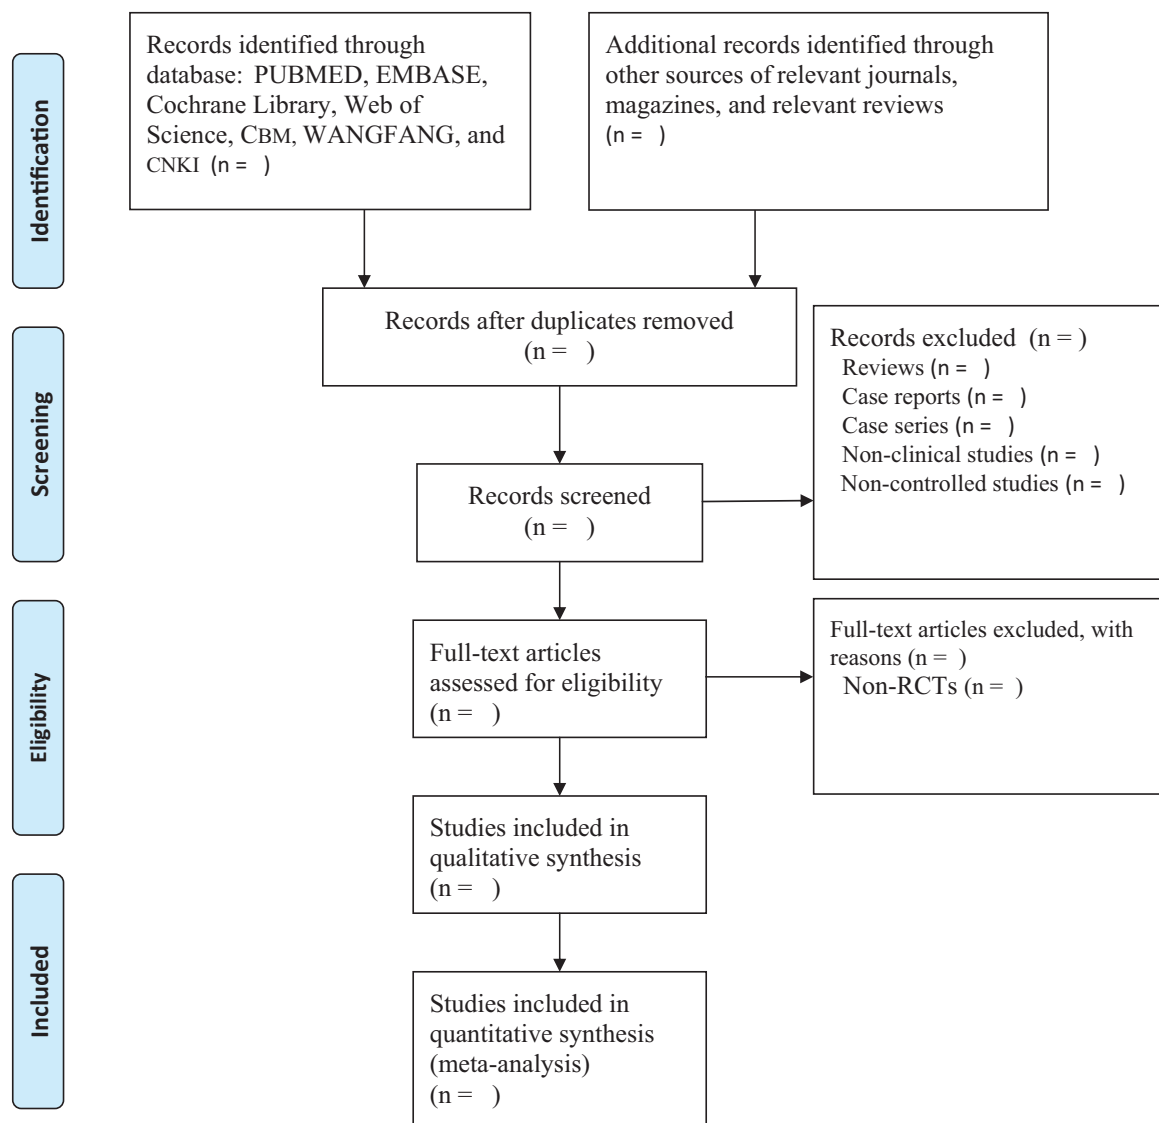 Identification
Records identified through
database:  PUBMED, EMBASE,
Cochrane Library, Web of
Science, CBM, WANGFANG, and
CNKI (n =   )
Additional records identified through
other sources of relevant journals,
magazines, and relevant reviews
(n =   )
Records after duplicates removed
(n =   )
Screening
Records excluded  (n = )
Reviews (n =   )
Case reports (n =   )
Case series (n =   )
Non-clinical studies (n =   )
Non-controlled studies (n =   )
Records screened
(n =   )
Eligibility
Full-text articles
assessed for eligibility
(n =   )
Full-text articles excluded, with
reasons (n =  )
Non-RCTs (n =  )
Studies included in
qualitative synthesis
(n =   )
Included
Studies included in
quantitative synthesis
(meta-analysis)
(n =   )